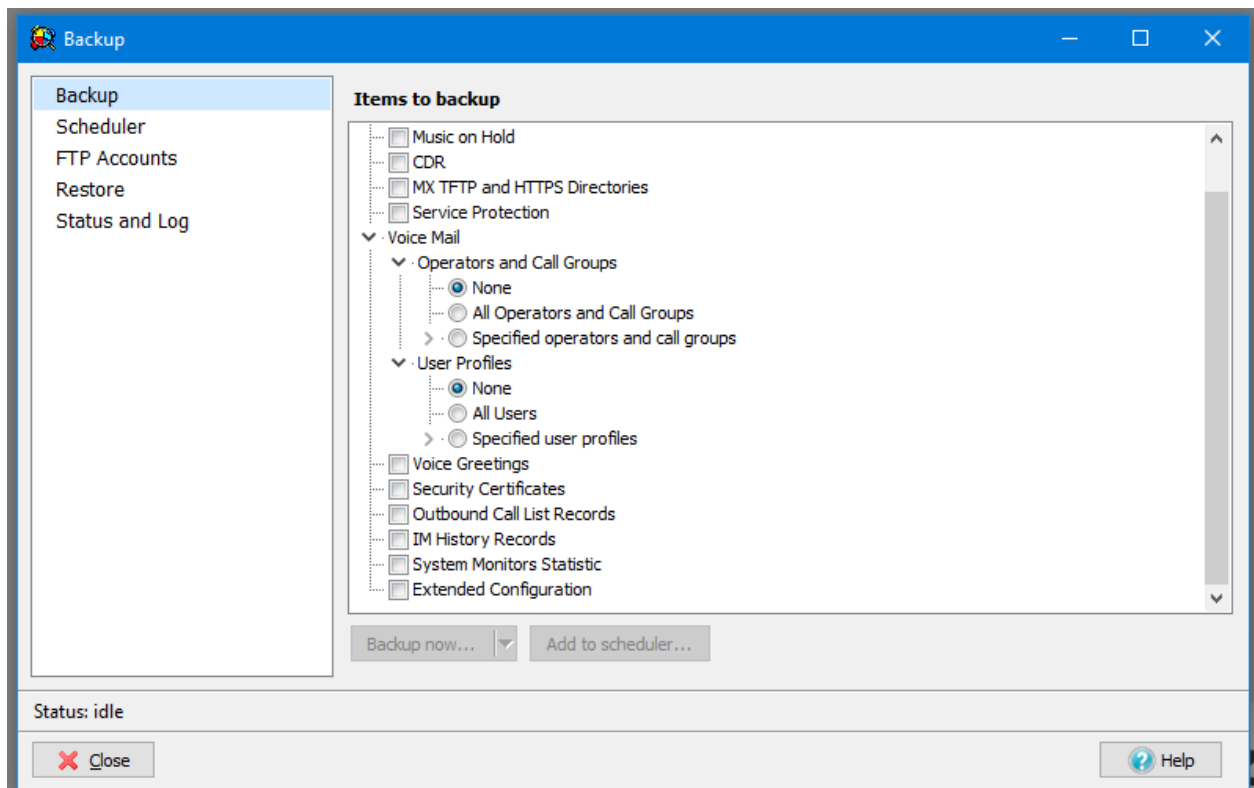 Backup
Backup
Scheduler
FTP Accounts
Restore
Status and Log
Items to backup
Music on Hold
CDR
MX TFTP and HTTPS Directories
Service Protection
Voice Mail
Operators and Call Groups
None
All Operators and Call Groups
Specified operators and call groups
User Profiles
None
All Users
Specified user profiles
Voice Greetings
Security Certificates
Outbound Call List Records
IM History Records
System Monitors Statistic
Extended Configuration
Backup now... Add to scheduler...
Status: idle
Close Help